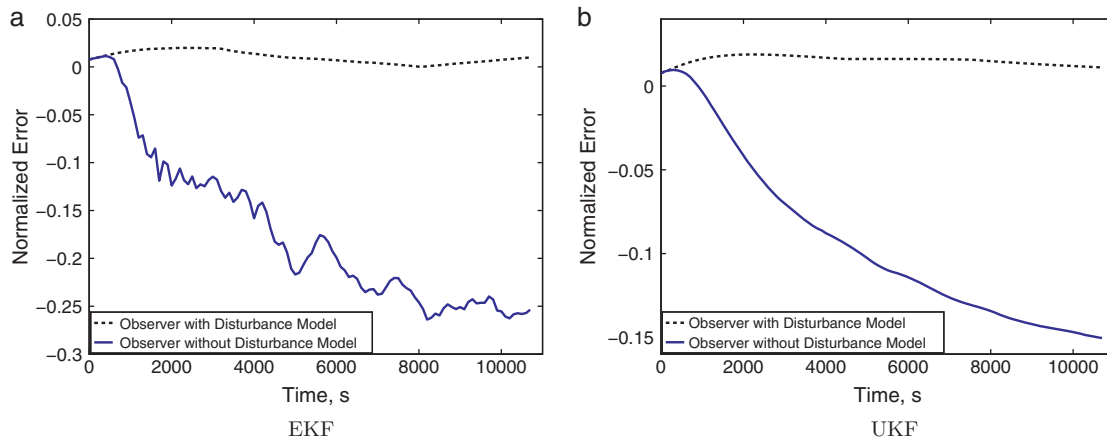 a
0.05
0
−0.05
−0.1
−0.15
−0.2
−0.25
−0.3
Normalized Error
Observer with Disturbance Model
Observer without Disturbance Model
0 2000 4000 6000 8000 10000
Time, s
EKF
b
0
−0.05
−0.1
−0.15
Normalized Error
Observer with Disturbance Model
Observer without Disturbance Model
0 2000 4000 6000 8000 10000
Time, s
UKF